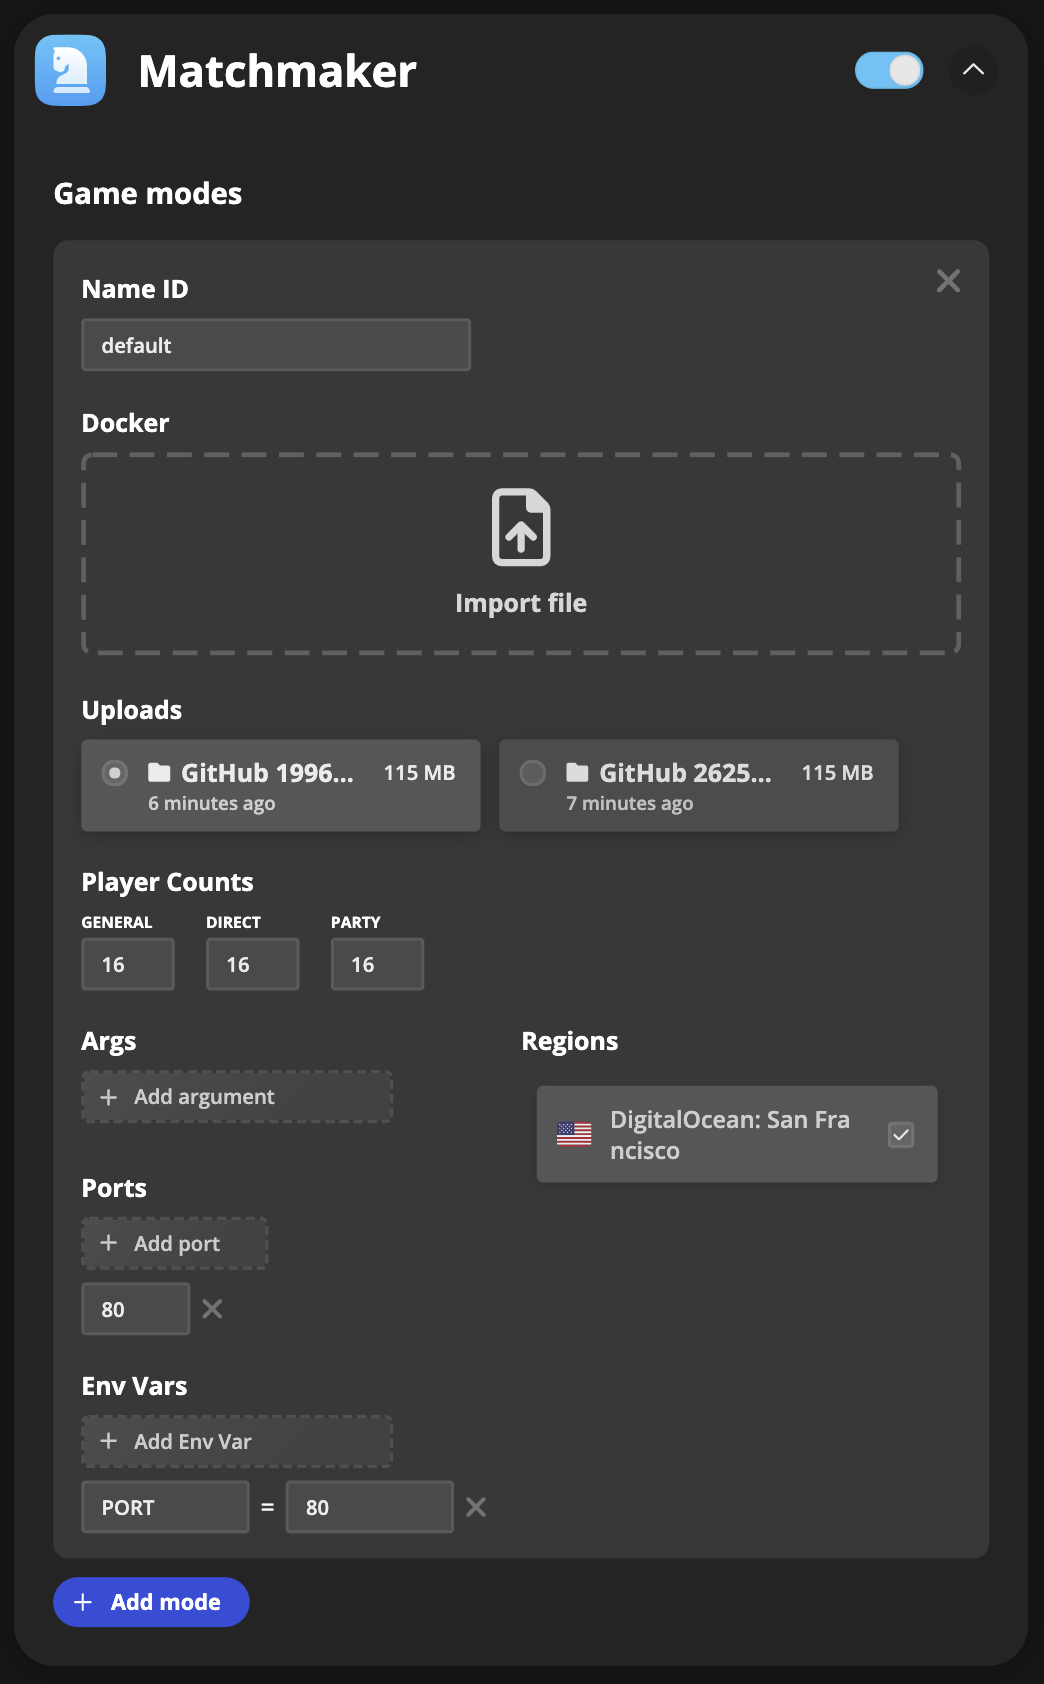 Matchmaker
Game modes
Name ID
default
Docker
Import file
Uploads
GitHub 1996... 115 MB
6 minutes ago
GitHub 2625... 115 MB
7 minutes ago
Player Counts
GENERAL DIRECT PARTY
16 16 16
Args
+ Add argument
Regions
DigitalOcean: San Fra
ncisco
Ports
+ Add port
80
Env Vars
+ Add Env Var
PORT = 80
+ Add mode